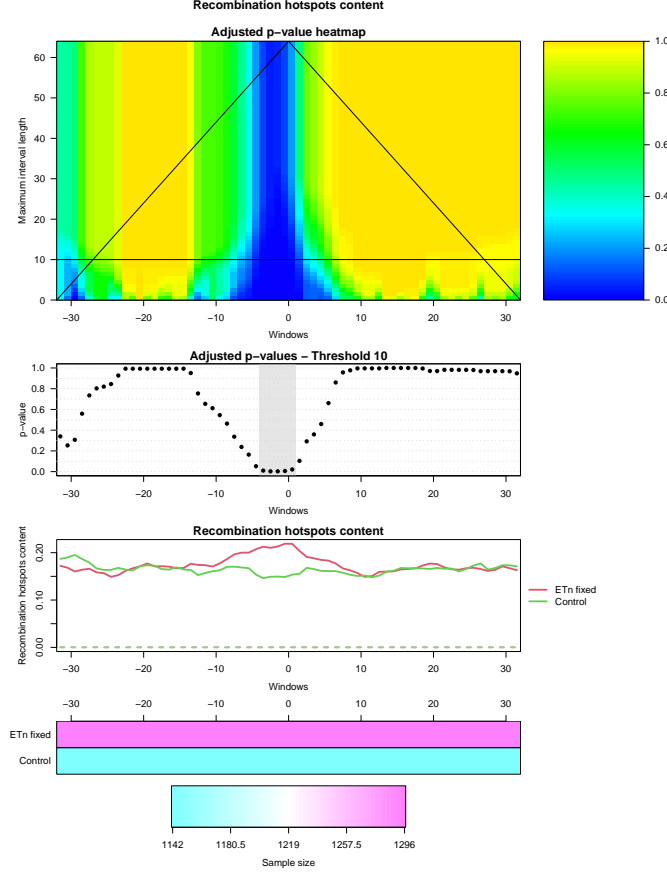 Recombination hotspots content
Adjusted p−value heatmap
Maximum interval length
60
50
40
30
20
10
0
−30 −20 −10 0 10 20 30
Windows
1.0
0.8
0.6
0.4
0.2
0.0
Adjusted p−values − Threshold 10
p−value
1.0
0.8
0.6
0.4
0.2
0.0
−30 −20 −10 0 10 20 30
Windows
Recombination hotspots content
Recombination hotspots content
0.20
0.10
0.00
−30 −20 −10 0 10 20 30
Windows
ETn fixed
Control
−30 −20 −10 0 10 20 30
ETn fixed
Control
1142 1180.5 1219 1257.5 1296
Sample size